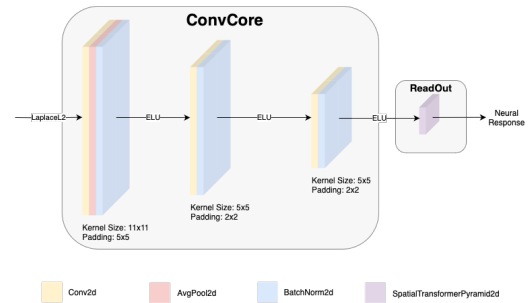 ConvCore
ReadOut
LaplaceL2
ELU
ELU
ELU
Neural
Response
Kernel Size: 11x11
Padding: 5x5
Kernel Size: 5x5
Padding: 2x2
Kernel Size: 5x5
Padding: 2x2
Conv2d
AvgPool2d
BatchNorm2d
SpatialTransformerPyramid2d